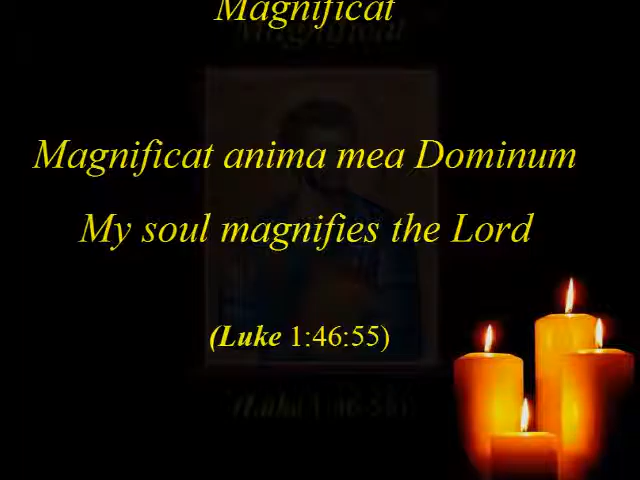 Magnificat
Magnificat anima mea Dominum
My soul magnifies the Lord
(Luke 1:46:55)